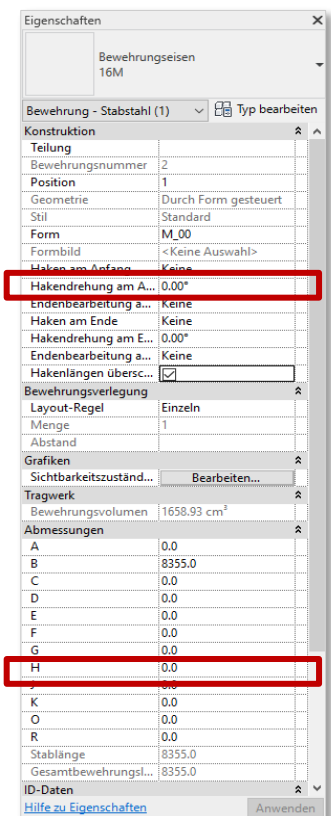 Eigenschaften
Bewehrungseisen
16M
Bewehrung - Stabstahl (1) Typ bearbeiten
Konstruktion
Teilung
Bewehrungsnummer 2
Position 1
Geometrie Durch Form gesteuert
Stil Standard
Form M_00
Formbild <Keine Auswahl>
Haken am Anfang Keine
Hakendrehung am A... 0.00°
Endenbearbeitung a... Keine
Haken am Ende Keine
Hakendrehung am E... 0.00°
Endenbearbeitung a... Keine
Hakenlängen übersc...
Bewehrungsverlegung
Layout-Regel Einzeln
Menge 1
Abstand
Grafiken
Sichtbarkeitszuständ... Bearbeiten...
Tragwerk
Bewehrungsvolumen 1658.93 cm³
Abmessungen
A 0.0
B 8355.0
C 0.0
D 0.0
E 0.0
F 0.0
G 0.0
H 0.0
0.0
K 0.0
O 0.0
R 0.0
Stablänge 8355.0
Gesamtbewehrungsl... 8355.0
ID-Daten
Hilfe zu Eigenschaften Anwenden